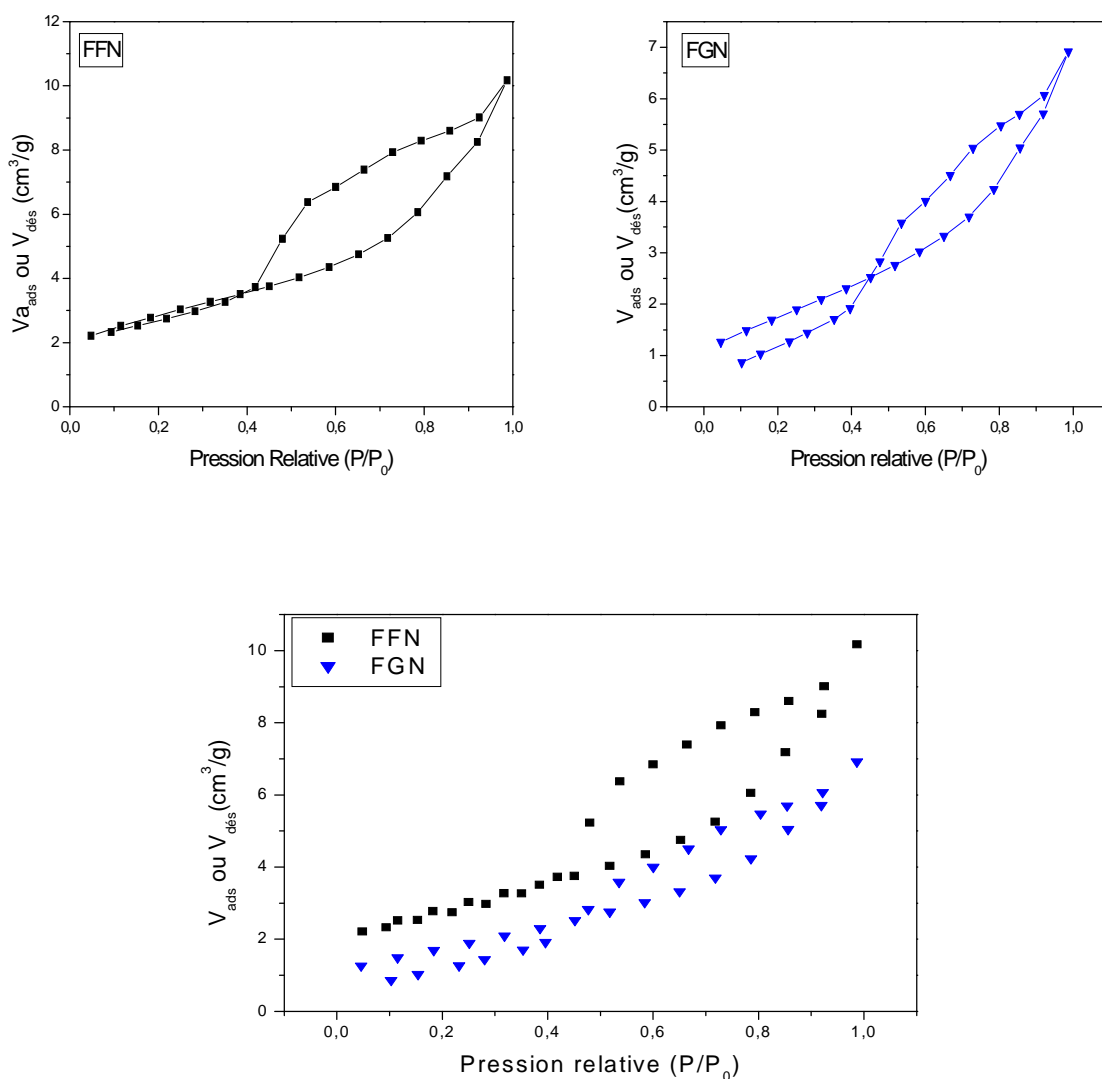 FFN
12
10
8
6
4
2
0
Va_ads ou V_dés (cm³/g)
0,0 0,2 0,4 0,6 0,8 1,0
Pression Relative (P/P₀)
FGN
7
6
5
4
3
2
1
0
V_ads ou V_dés(cm³/g)
0,0 0,2 0,4 0,6 0,8 1,0
Pression relative (P/P₀)
FFN
FGN
10
8
6
4
2
0
V_ads ou V_dés(cm³/g)
0,0 0,2 0,4 0,6 0,8 1,0
Pression relative (P/P₀)